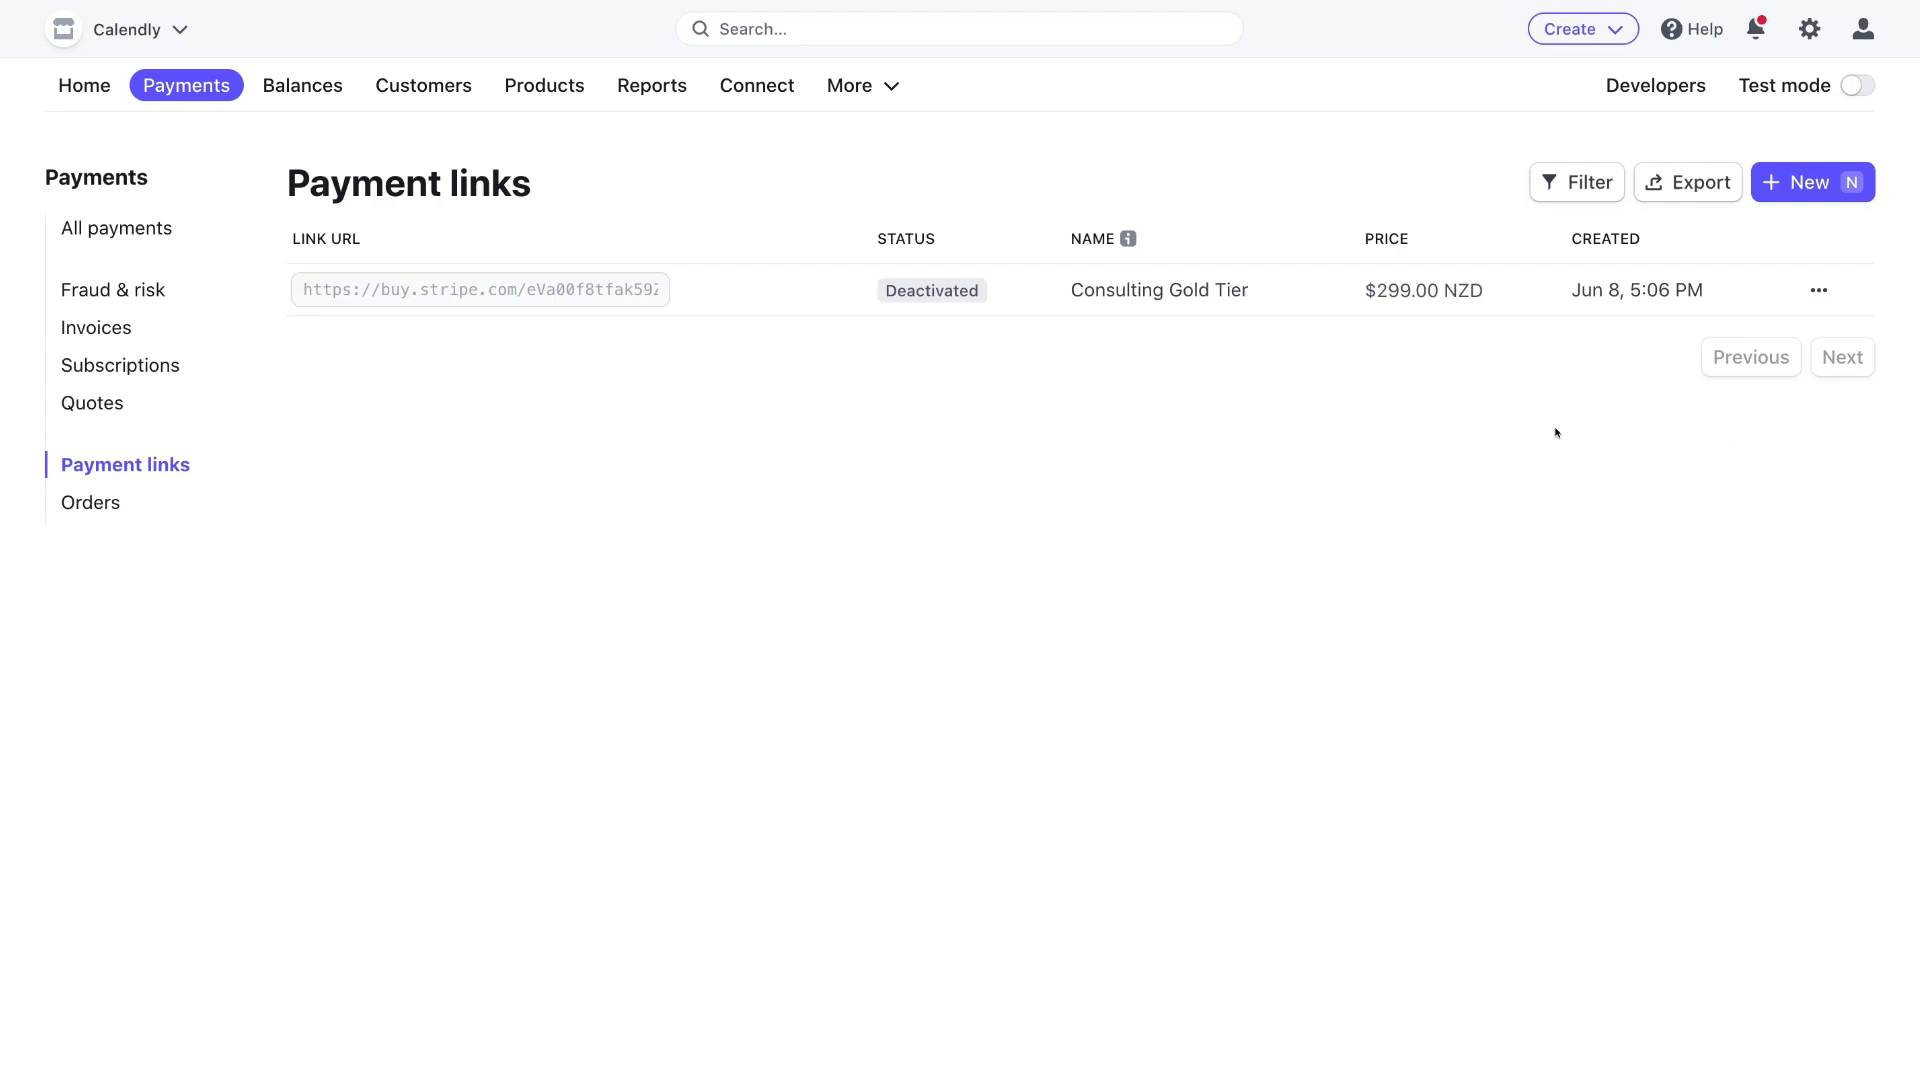 Calendly
Search...
Create
Help
Home
Payments
Balances
Customers
Products
Reports
Connect
More
Developers
Test mode
Payments
All payments
Fraud & risk
Invoices
Subscriptions
Quotes
Payment links
Orders
Payment links
Filter
Export
New N
LINK URL
STATUS
NAME
PRICE
CREATED
https://buy.stripe.com/eVa00f8tfak59Z
Deactivated
Consulting Gold Tier
$299.00 NZD
Jun 8, 5:06 PM
Previous
Next